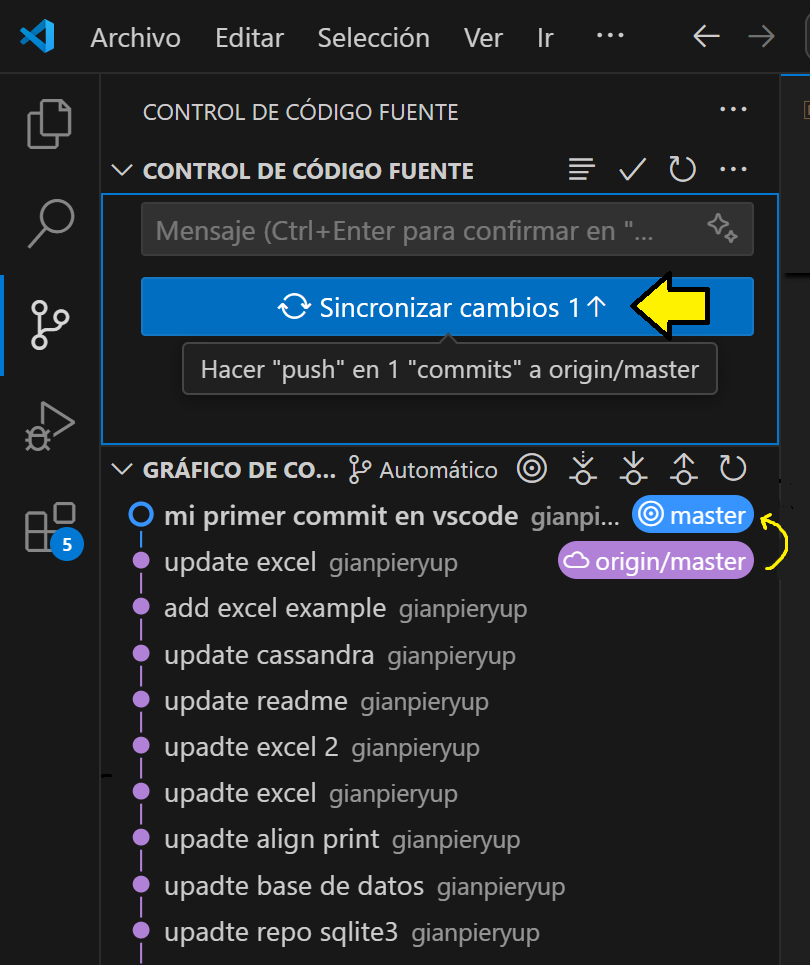 Archivo Editar Selección Ver Ir ···
CONTROL DE CÓDIGO FUENTE ···
CONTROL DE CÓDIGO FUENTE ···
Mensaje (Ctrl+Enter para confirmar en "...
Sincronizar cambios 1↑
Hacer "push" en 1 "commits" a origin/master
GRÁFICO DE CO... Automático
mi primer commit en vscode gianpi... master
update excel gianpieryup origin/master
5
add excel example gianpieryup
update cassandra gianpieryup
update readme gianpieryup
upadte excel 2 gianpieryup
upadte excel gianpieryup
upadte align print gianpieryup
upadte base de datos gianpieryup
upadte repo sqlite3 gianpieryup